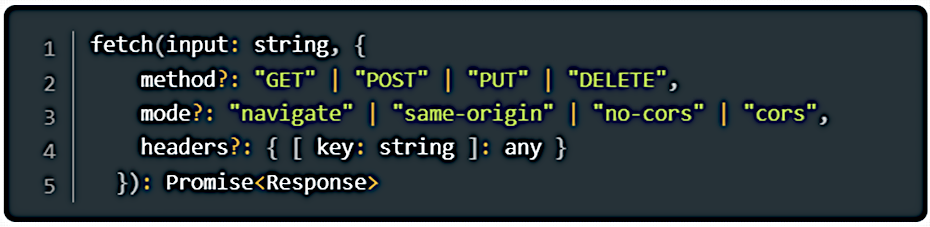 1 fetch(input: string, {
2 method?: "GET" | "POST" | "PUT" | "DELETE",
3 mode?: "navigate" | "same-origin" | "no-cors" | "cors",
4 headers?: { [ key: string ]: any }
5 }): Promise<Response>